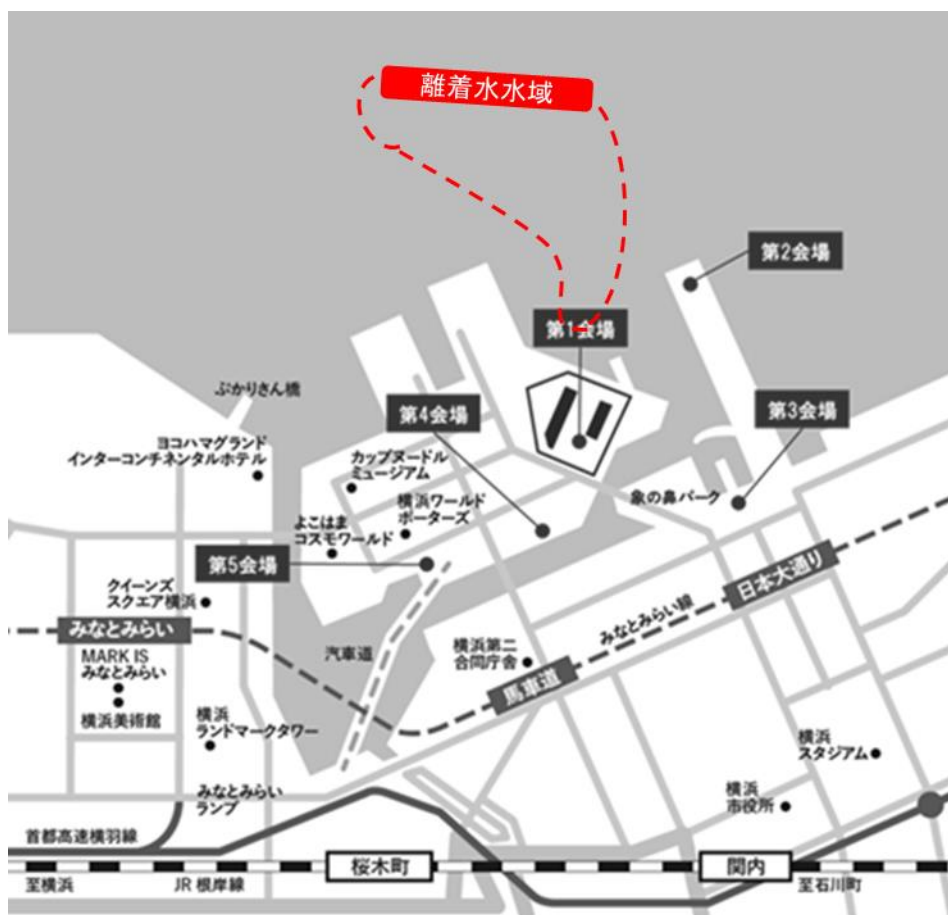 離着水水域
第2会場
第1会場
ぷかりさん橋
第4会場
第3会場
ヨコハマグランド
インターコンチネンタルホテル
カップヌードル
ミュージアム
横浜ワールド
ポーターズ
象の鼻パーク
よこはま
コスモワールド
第5会場
日本大通り
クイーンズ
スクエア横浜
みなとみらい線
みなとみらい
汽車道
横浜第二
合同庁舎
馬車道
MARK IS
みなとみらい
横浜美術館
横浜
ランドマークタワー
横浜
スタジアム
みなとみらい
ランプ
横浜
市役所
首都高速横羽線
桜木町
関内
至横浜
JR 根岸線
至石川町